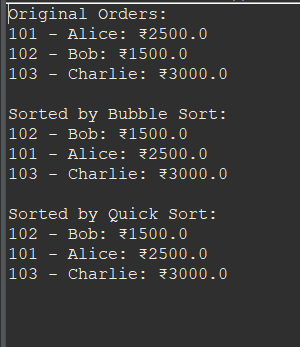 Original Orders:
101 - Alice: ₹2500.0
102 - Bob: ₹1500.0
103 - Charlie: ₹3000.0
Sorted by Bubble Sort:
102 - Bob: ₹1500.0
101 - Alice: ₹2500.0
103 - Charlie: ₹3000.0
Sorted by Quick Sort:
102 - Bob: ₹1500.0
101 - Alice: ₹2500.0
103 - Charlie: ₹3000.0